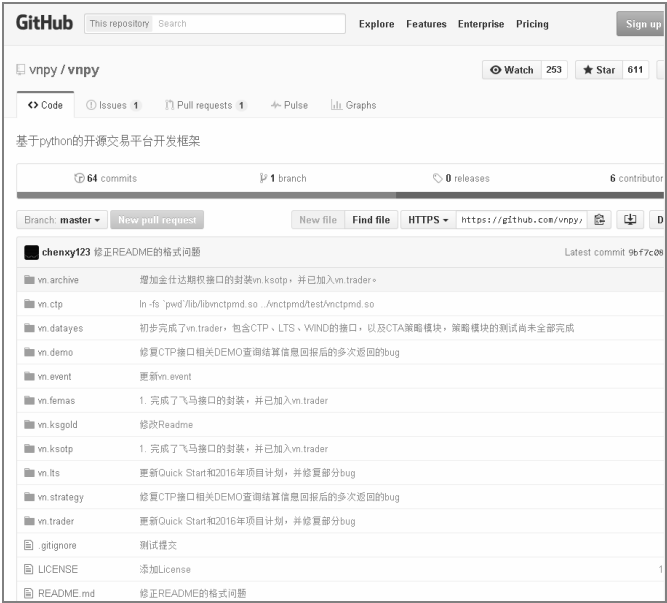 GitHub This repository Search Explore Features Enterprise Pricing Sign up
vnpy / vnpy Watch 253 Star 611
Code Issues 1 Pull requests 1 Pulse Graphs
基于python的开源交易平台开发框架
64 commits 1 branch 0 releases 6 contributor
Branch: master New pull request New file Find file HTTPS https://github.com/vnpy/ D
chenxy123 修正README的格式问题 Latest commit 9bf7c08
vn.archive 增加金仕达期权接口的封装vn.ksotp，并已加入vn.trader。
vn.ctp ln -fs `pwd`/lib/libvnctpmd.so ../vnctpmd/test/vnctpmd.so
vn.datayes 初步完成了vn.trader，包含CTP、LTS、WIND的接口，以及CTA策略模块，策略模块的测试尚未全部完成
vn.demo 修复CTP接口相关DEMO查询结算信息回报后的多次返回的bug
vn.event 更新vn.event
vn.femas 1. 完成了飞马接口的封装，并已加入vn.trader
vn.ksgold 修改Readme
vn.ksotp 1. 完成了飞马接口的封装，并已加入vn.trader
vn.lts 更新Quick Start和2016年项目计划，并修复部分bug
vn.strategy 修复CTP接口相关DEMO查询结算信息回报后的多次返回的bug
vn.trader 更新Quick Start和2016年项目计划，并修复部分bug
.gitignore 测试提交
LICENSE 添加License 1
README.md 修正README的格式问题